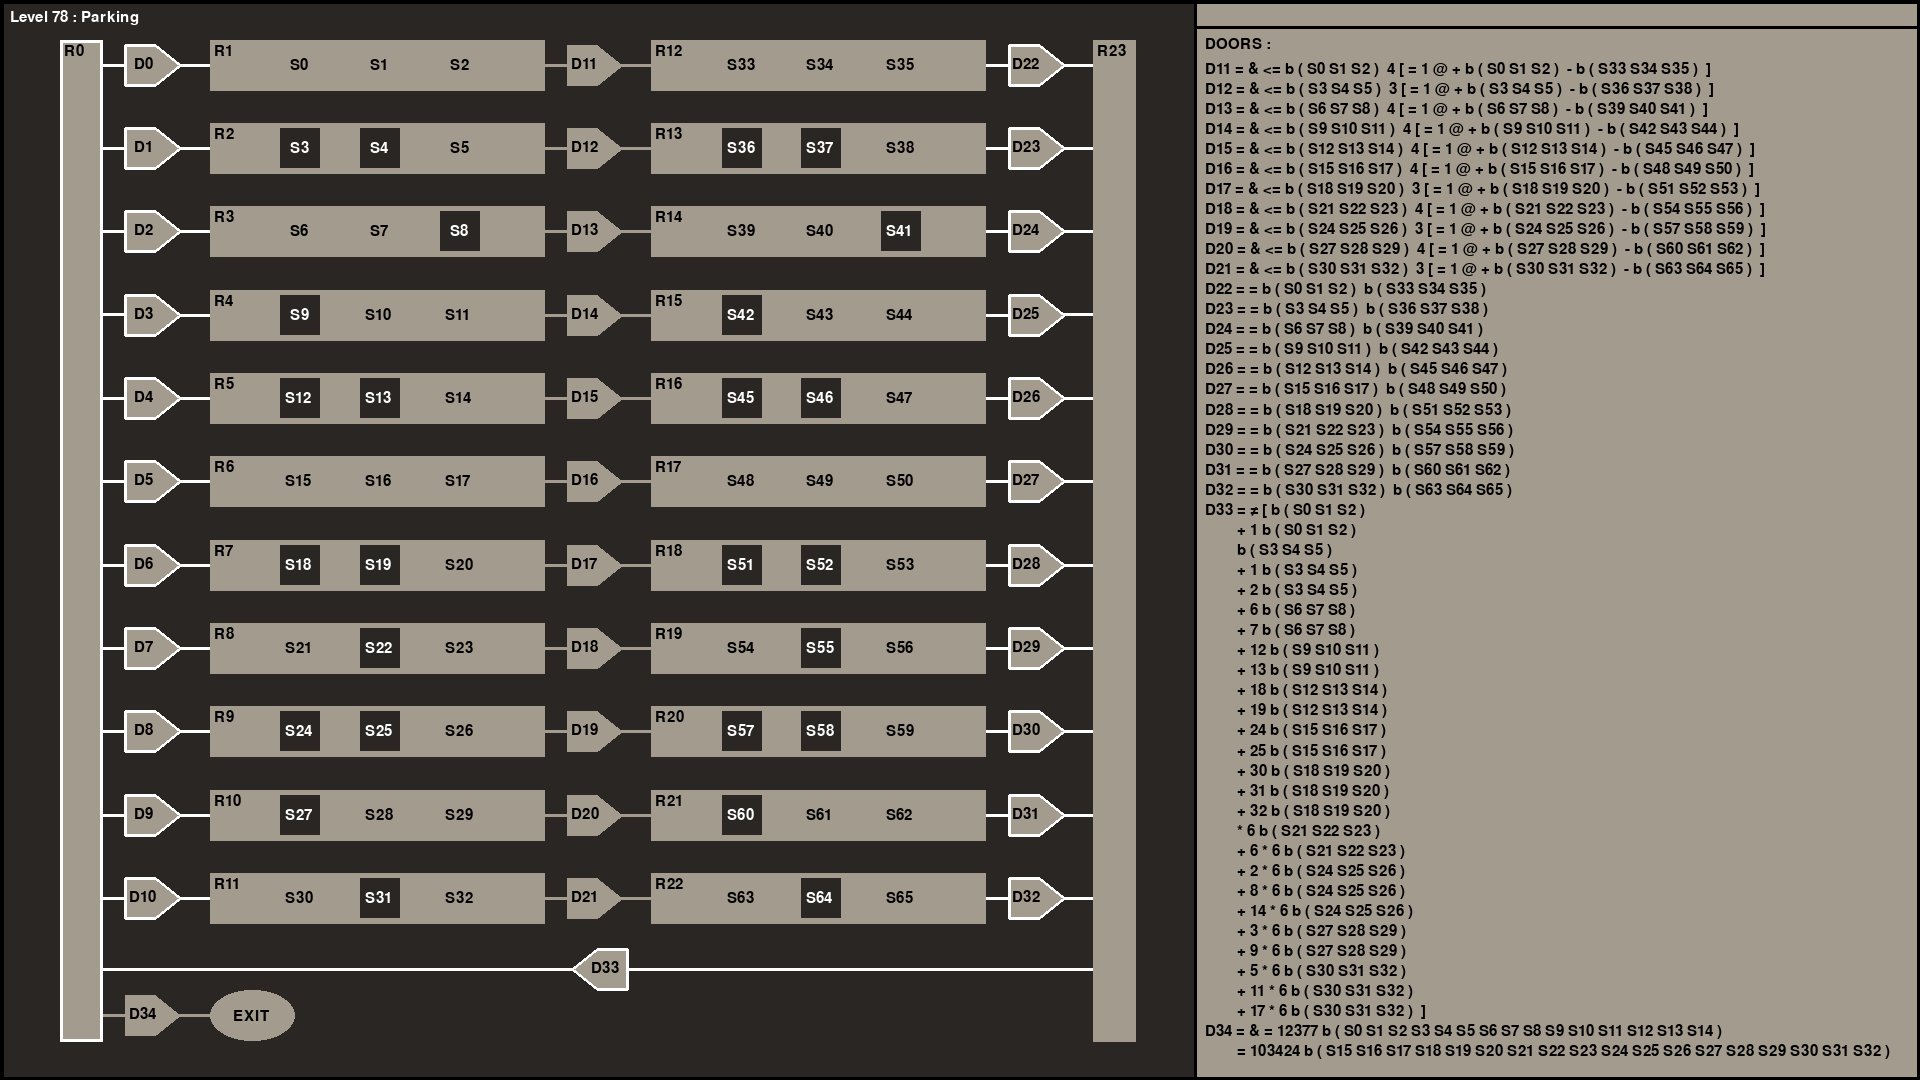 Level 78 : Parking
R0
D0 R1 S0 S1 S2 D11 R12 S33 S34 S35 D22 R23
D1 R2 S3 S4 S5 D12 R13 S36 S37 S38 D23
D2 R3 S6 S7 S8 D13 R14 S39 S40 S41 D24
D3 R4 S9 S10 S11 D14 R15 S42 S43 S44 D25
D4 R5 S12 S13 S14 D15 R16 S45 S46 S47 D26
D5 R6 S15 S16 S17 D16 R17 S48 S49 S50 D27
D6 R7 S18 S19 S20 D17 R18 S51 S52 S53 D28
D7 R8 S21 S22 S23 D18 R19 S54 S55 S56 D29
D8 R9 S24 S25 S26 D19 R20 S57 S58 S59 D30
D9 R10 S27 S28 S29 D20 R21 S60 S61 S62 D31
D10 R11 S30 S31 S32 D21 R22 S63 S64 S65 D32
D33
D34 EXIT
DOORS :
D11 = & <= b ( S0 S1 S2 ) 4 [ = 1 @ + b ( S0 S1 S2 ) - b ( S33 S34 S35 ) ]
D12 = & <= b ( S3 S4 S5 ) 3 [ = 1 @ + b ( S3 S4 S5 ) - b ( S36 S37 S38 ) ]
D13 = & <= b ( S6 S7 S8 ) 4 [ = 1 @ + b ( S6 S7 S8 ) - b ( S39 S40 S41 ) ]
D14 = & <= b ( S9 S10 S11 ) 4 [ = 1 @ + b ( S9 S10 S11 ) - b ( S42 S43 S44 ) ]
D15 = & <= b ( S12 S13 S14 ) 4 [ = 1 @ + b ( S12 S13 S14 ) - b ( S45 S46 S47 ) ]
D16 = & <= b ( S15 S16 S17 ) 4 [ = 1 @ + b ( S15 S16 S17 ) - b ( S48 S49 S50 ) ]
D17 = & <= b ( S18 S19 S20 ) 3 [ = 1 @ + b ( S18 S19 S20 ) - b ( S51 S52 S53 ) ]
D18 = & <= b ( S21 S22 S23 ) 4 [ = 1 @ + b ( S21 S22 S23 ) - b ( S54 S55 S56 ) ]
D19 = & <= b ( S24 S25 S26 ) 3 [ = 1 @ + b ( S24 S25 S26 ) - b ( S57 S58 S59 ) ]
D20 = & <= b ( S27 S28 S29 ) 4 [ = 1 @ + b ( S27 S28 S29 ) - b ( S60 S61 S62 ) ]
D21 = & <= b ( S30 S31 S32 ) 3 [ = 1 @ + b ( S30 S31 S32 ) - b ( S63 S64 S65 ) ]
D22 = = b ( S0 S1 S2 ) b ( S33 S34 S35 )
D23 = = b ( S3 S4 S5 ) b ( S36 S37 S38 )
D24 = = b ( S6 S7 S8 ) b ( S39 S40 S41 )
D25 = = b ( S9 S10 S11 ) b ( S42 S43 S44 )
D26 = = b ( S12 S13 S14 ) b ( S45 S46 S47 )
D27 = = b ( S15 S16 S17 ) b ( S48 S49 S50 )
D28 = = b ( S18 S19 S20 ) b ( S51 S52 S53 )
D29 = = b ( S21 S22 S23 ) b ( S54 S55 S56 )
D30 = = b ( S24 S25 S26 ) b ( S57 S58 S59 )
D31 = = b ( S27 S28 S29 ) b ( S60 S61 S62 )
D32 = = b ( S30 S31 S32 ) b ( S63 S64 S65 )
D33 = ≠ [ b ( S0 S1 S2 )
+ 1 b ( S0 S1 S2 )
b ( S3 S4 S5 )
+ 1 b ( S3 S4 S5 )
+ 2 b ( S3 S4 S5 )
+ 6 b ( S6 S7 S8 )
+ 7 b ( S6 S7 S8 )
+ 12 b ( S9 S10 S11 )
+ 13 b ( S9 S10 S11 )
+ 18 b ( S12 S13 S14 )
+ 19 b ( S12 S13 S14 )
+ 24 b ( S15 S16 S17 )
+ 25 b ( S15 S16 S17 )
+ 30 b ( S18 S19 S20 )
+ 31 b ( S18 S19 S20 )
+ 32 b ( S18 S19 S20 )
* 6 b ( S21 S22 S23 )
+ 6 * 6 b ( S21 S22 S23 )
+ 2 * 6 b ( S24 S25 S26 )
+ 8 * 6 b ( S24 S25 S26 )
+ 14 * 6 b ( S24 S25 S26 )
+ 3 * 6 b ( S27 S28 S29 )
+ 9 * 6 b ( S27 S28 S29 )
+ 5 * 6 b ( S30 S31 S32 )
+ 11 * 6 b ( S30 S31 S32 )
+ 17 * 6 b ( S30 S31 S32 ) ]
D34 = & = 12377 b ( S0 S1 S2 S3 S4 S5 S6 S7 S8 S9 S10 S11 S12 S13 S14 )
= 103424 b ( S15 S16 S17 S18 S19 S20 S21 S22 S23 S24 S25 S26 S27 S28 S29 S30 S31 S32 )